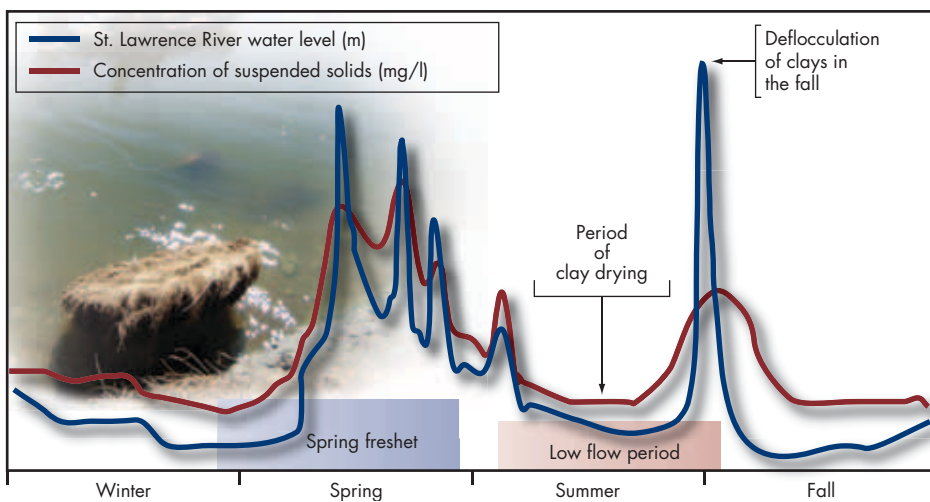 St. Lawrence River water level (m)
Concentration of suspended solids (mg/l)
Deflocculation
of clays in
the fall
Period
of
clay drying
Spring freshet
Low flow period
Winter
Spring
Summer
Fall